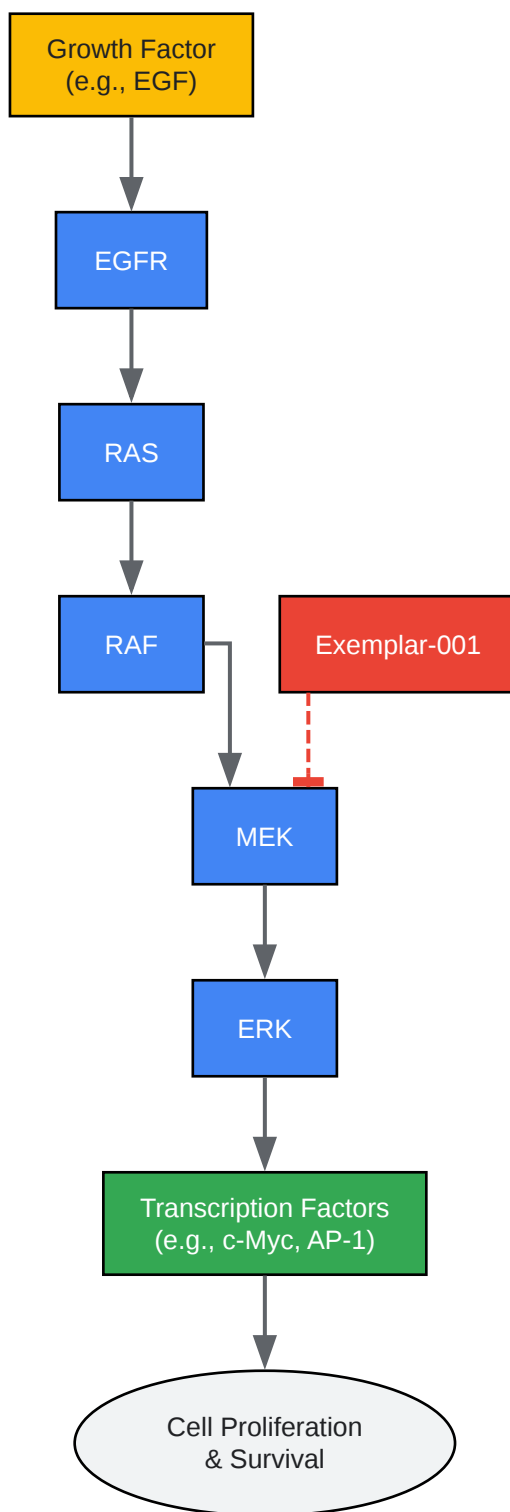 Growth Factor
(e.g., EGF)
EGFR
RAS
RAF
Exemplar-001
MEK
ERK
Transcription Factors
(e.g., c-Myc, AP-1)
Cell Proliferation
& Survival